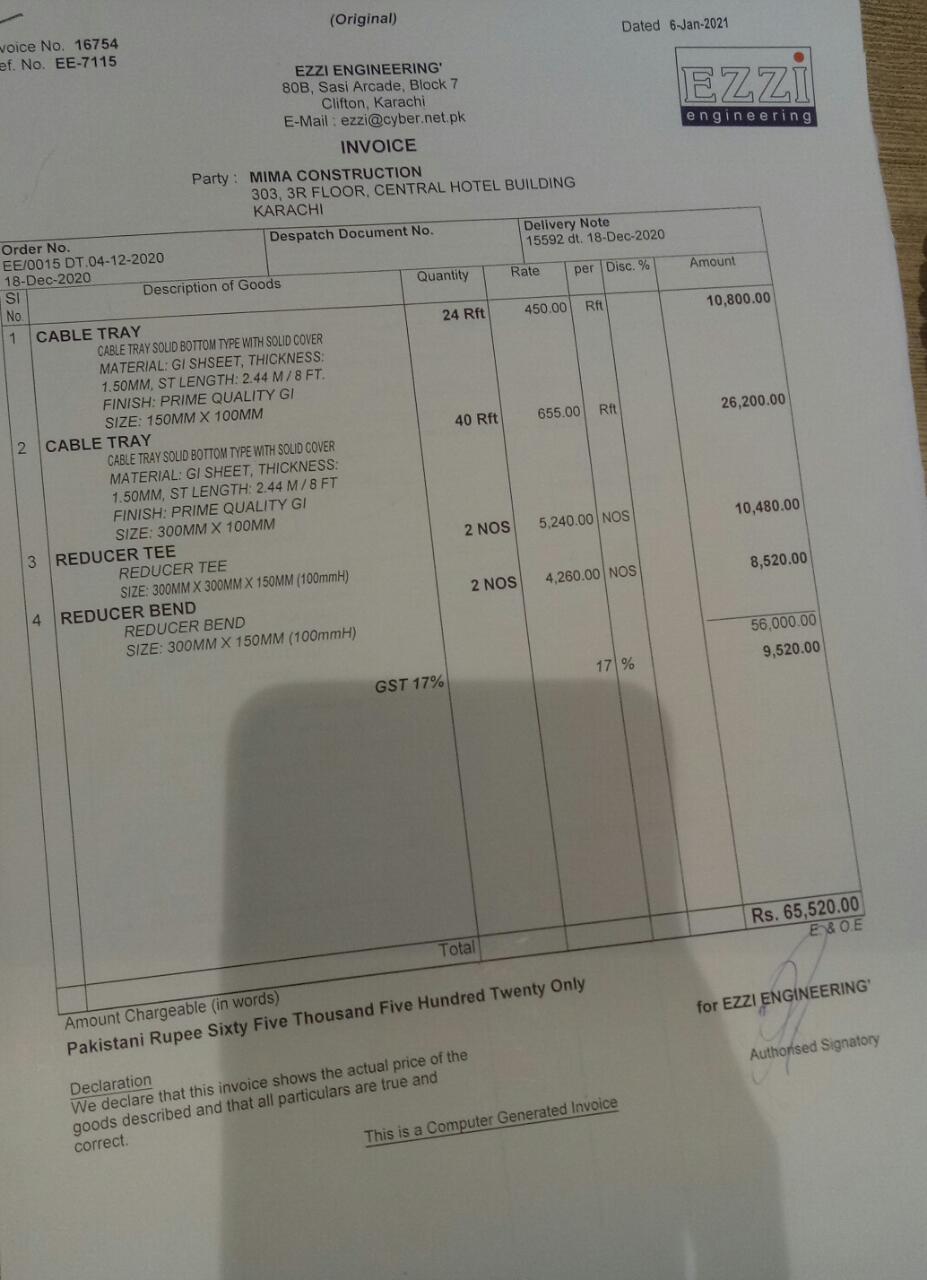 (Original)
Dated 6-Jan-2021
voice No. 16754
ef. No. EE-7115
EZZI ENGINEERING'
80B, Sasi Arcade, Block 7
Clifton, Karachi
E-Mail : ezzi@cyber.net.pk
EZZi
engineering
INVOICE
Party : MIMA CONSTRUCTION
303, 3R FLOOR, CENTRAL HOTEL BUILDING
KARACHI
Order No. Despatch Document No. Delivery Note
EE/0015 DT.04-12-2020 15592 dt. 18-Dec-2020
18-Dec-2020
Sl No. Description of Goods Quantity Rate per Disc. % Amount
1 CABLE TRAY 24 Rft 450.00 Rft 10,800.00
CABLE TRAY SOLID BOTTOM TYPE WITH SOLID COVER
MATERIAL: GI SHSEET, THICKNESS:
1.50MM, ST LENGTH: 2.44 M / 8 FT.
FINISH: PRIME QUALITY GI
SIZE: 150MM X 100MM
2 CABLE TRAY 40 Rft 655.00 Rft 26,200.00
CABLE TRAY SOLID BOTTOM TYPE WITH SOLID COVER
MATERIAL: GI SHEET, THICKNESS:
1.50MM, ST LENGTH: 2.44 M / 8 FT
FINISH: PRIME QUALITY GI
SIZE: 300MM X 100MM
3 REDUCER TEE 2 NOS 5,240.00 NOS 10,480.00
REDUCER TEE
SIZE: 300MM X 300MM X 150MM (100mmH)
4 REDUCER BEND 2 NOS 4,260.00 NOS 8,520.00
REDUCER BEND
SIZE: 300MM X 150MM (100mmH)
56,000.00
GST 17% 17 % 9,520.00
Total Rs. 65,520.00
E. & O.E
Amount Chargeable (in words)
Pakistani Rupee Sixty Five Thousand Five Hundred Twenty Only
for EZZI ENGINEERING'
Authorised Signatory
Declaration
We declare that this invoice shows the actual price of the
goods described and that all particulars are true and
correct.
This is a Computer Generated Invoice